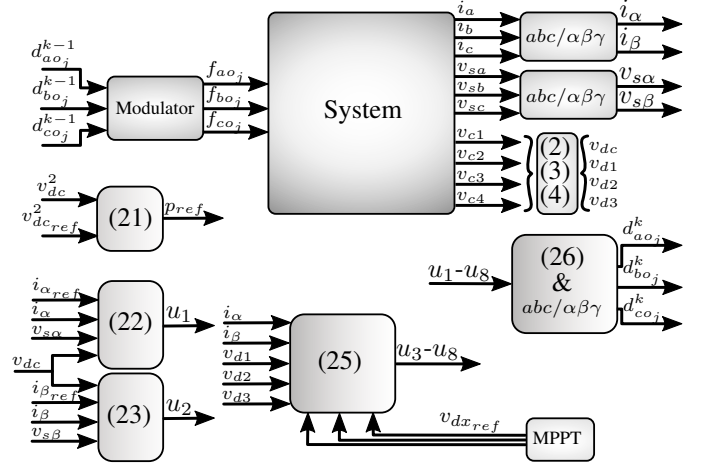 d_{ao_j}^{k-1}
d_{bo_j}^{k-1}
d_{co_j}^{k-1}
Modulator
f_{ao_j}
f_{bo_j}
f_{co_j}
System
i_a
i_b
i_c
v_{sa}
v_{sb}
v_{sc}
v_{c1}
v_{c2}
v_{c3}
v_{c4}
abc/αβγ
i_α
i_β
abc/αβγ
v_{sα}
v_{sβ}
(2)
(3)
(4)
v_{dc}
v_{d1}
v_{d2}
v_{d3}
v_{dc}^2
v_{dc_{ref}}^2
(21)
p_{ref}
u_1-u_8
(26)
&
abc/αβγ
d_{ao_j}^k
d_{bo_j}^k
d_{co_j}^k
i_{α_{ref}}
i_α
v_{sα}
v_{dc}
(22)
u_1
i_{β_{ref}}
i_β
v_{sβ}
(23)
u_2
i_α
i_β
v_{d1}
v_{d2}
v_{d3}
(25)
u_3-u_8
v_{dx_{ref}}
MPPT